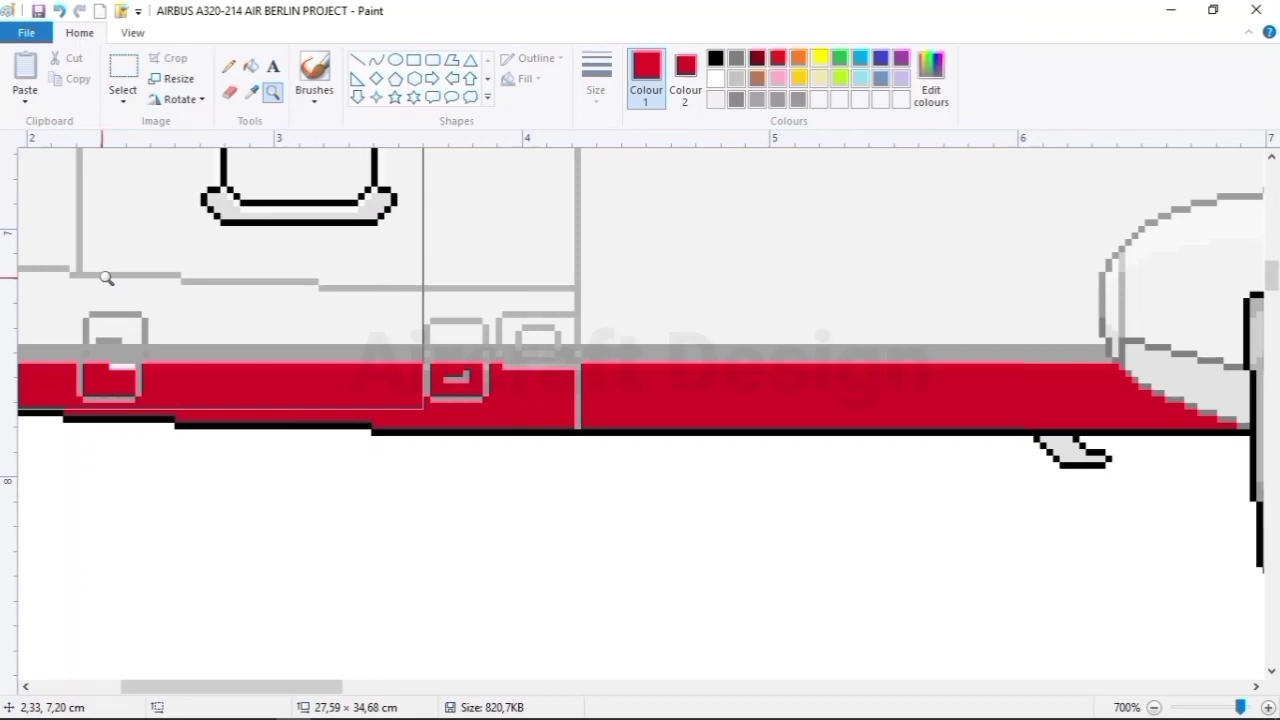 AIRBUS A320-214 AIR BERLIN PROJECT - Paint
File
Home
View
Paste
Cut
Copy
Clipboard
Select
Crop
Resize
Rotate
Image
A
Tools
Brushes
Outline
Fill
Shapes
Size
Colour 1
Colour 2
Edit colours
Colours
2
3
4
5
6
7
7
8
Aircraft Design
2,33, 7,20 cm
27,59 × 34,68 cm
Size: 820,7KB
700%